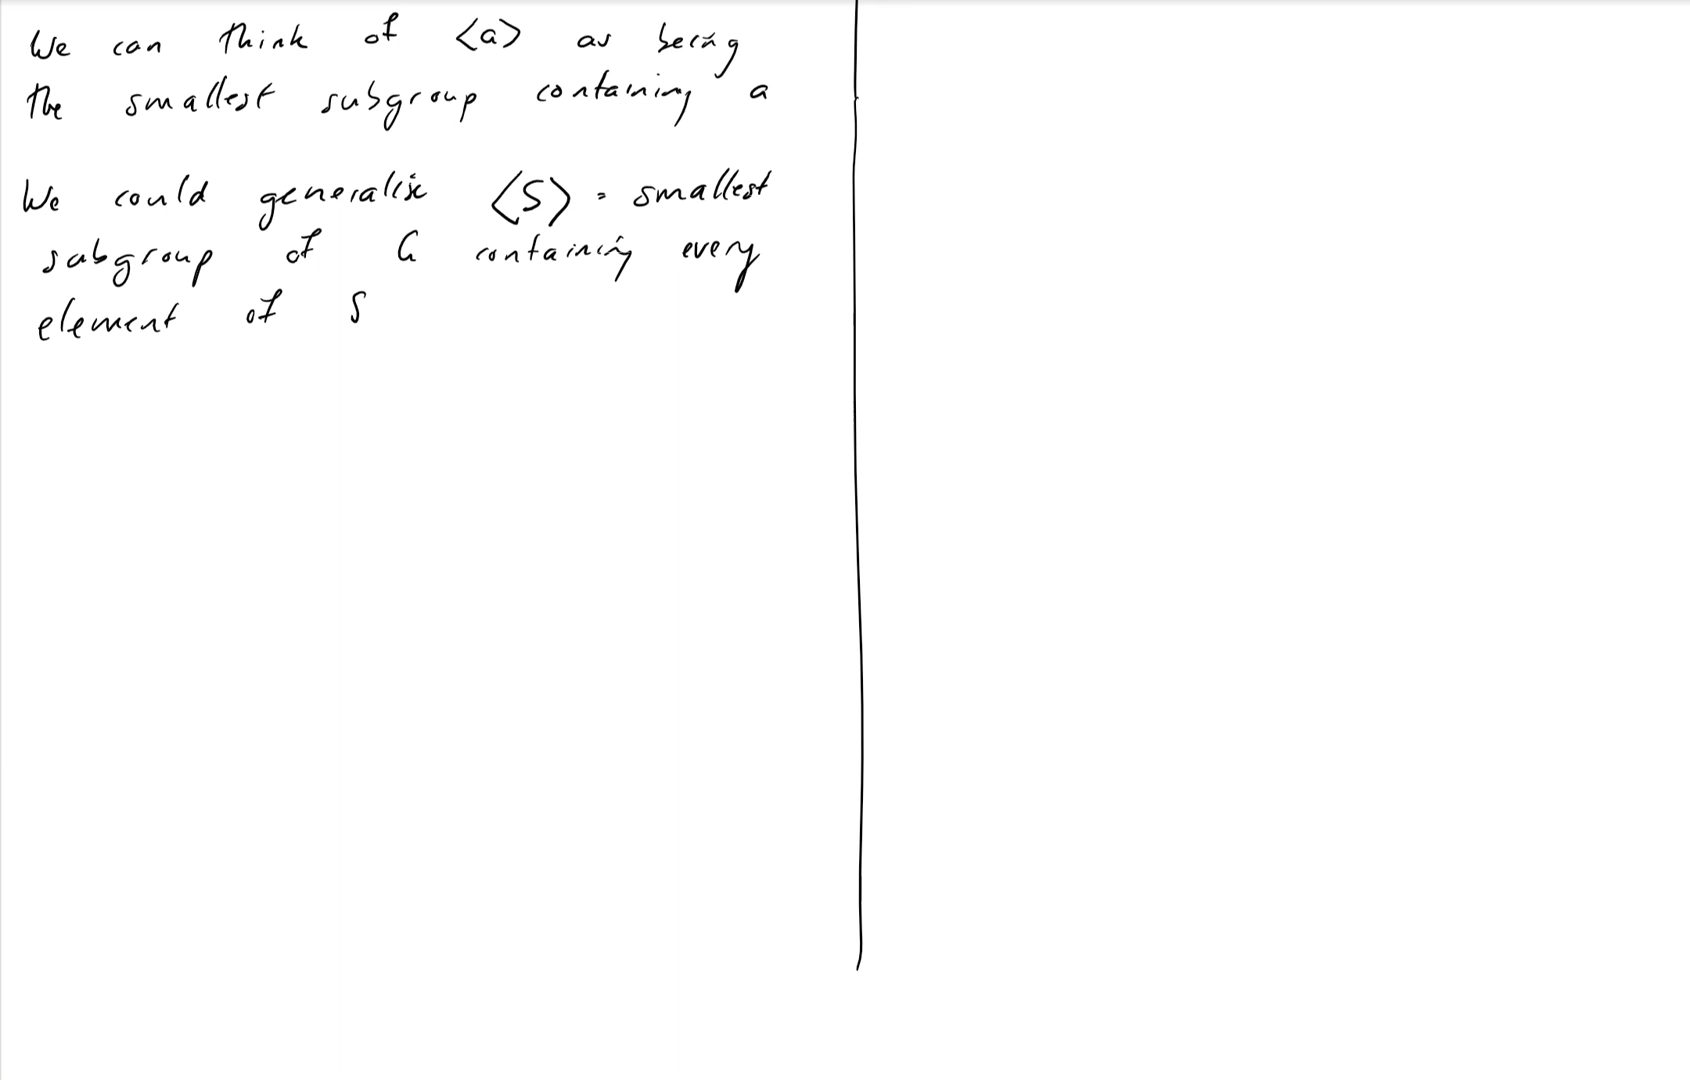 We can think of <a> as being
the smallest subgroup containing a
We could generalise <S> = smallest
subgroup of G containing every
element of S